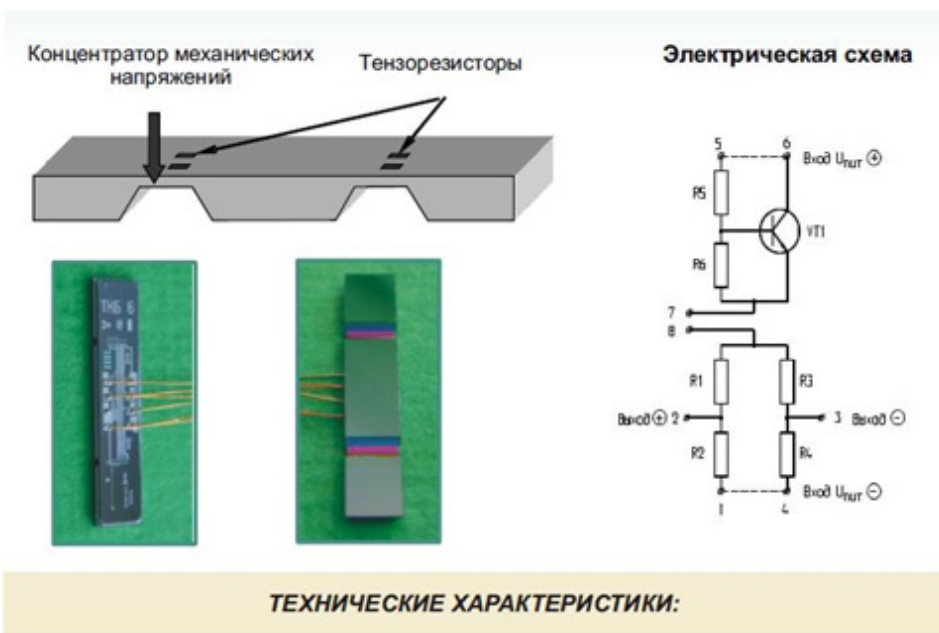 Концентратор механических
напряжений
Тензорезисторы
Электрическая схема
5
6
Вход Uпит ⊕
R5
VT1
R6
7
8
R1
R3
Выход ⊕ 2
3 Выход ⊖
R2
R4
Вход Uпит ⊖
1
4
ТЕХНИЧЕСКИЕ ХАРАКТЕРИСТИКИ: